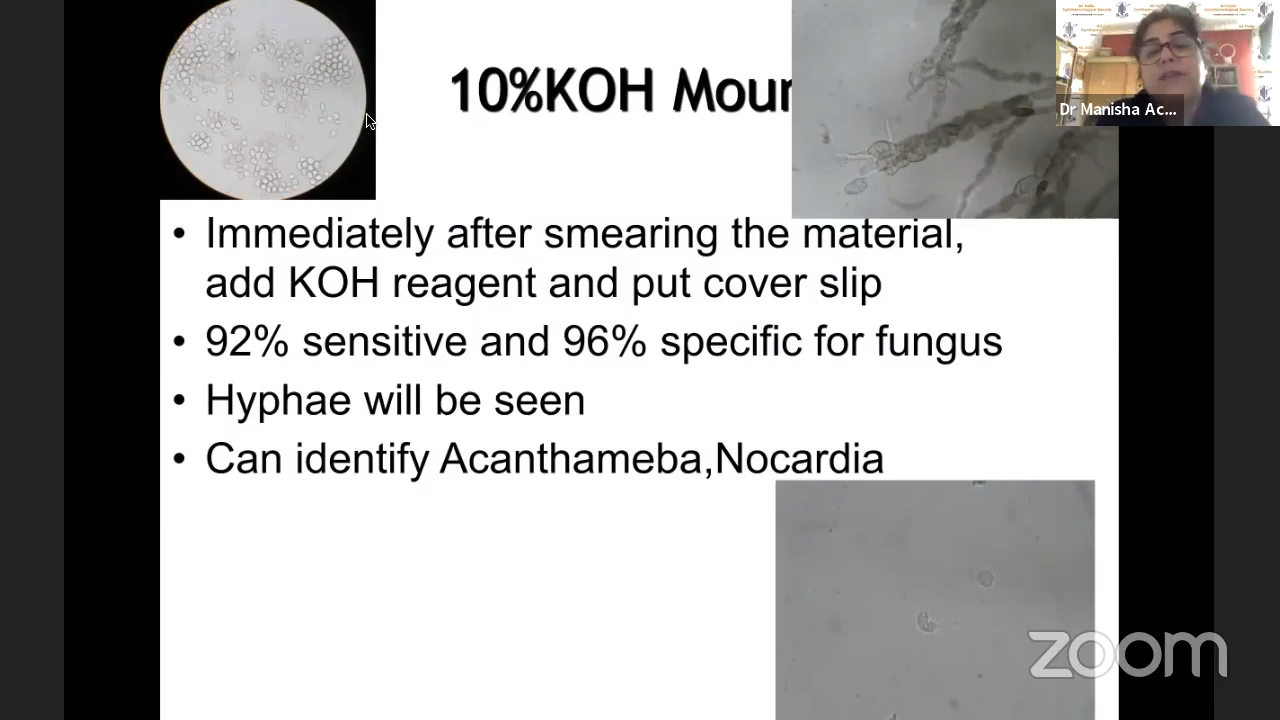 10%KOH Moun
• Immediately after smearing the material,
add KOH reagent and put cover slip
• 92% sensitive and 96% specific for fungus
• Hyphae will be seen
• Can identify Acanthameba,Nocardia
Dr Manisha Ac...
zoom